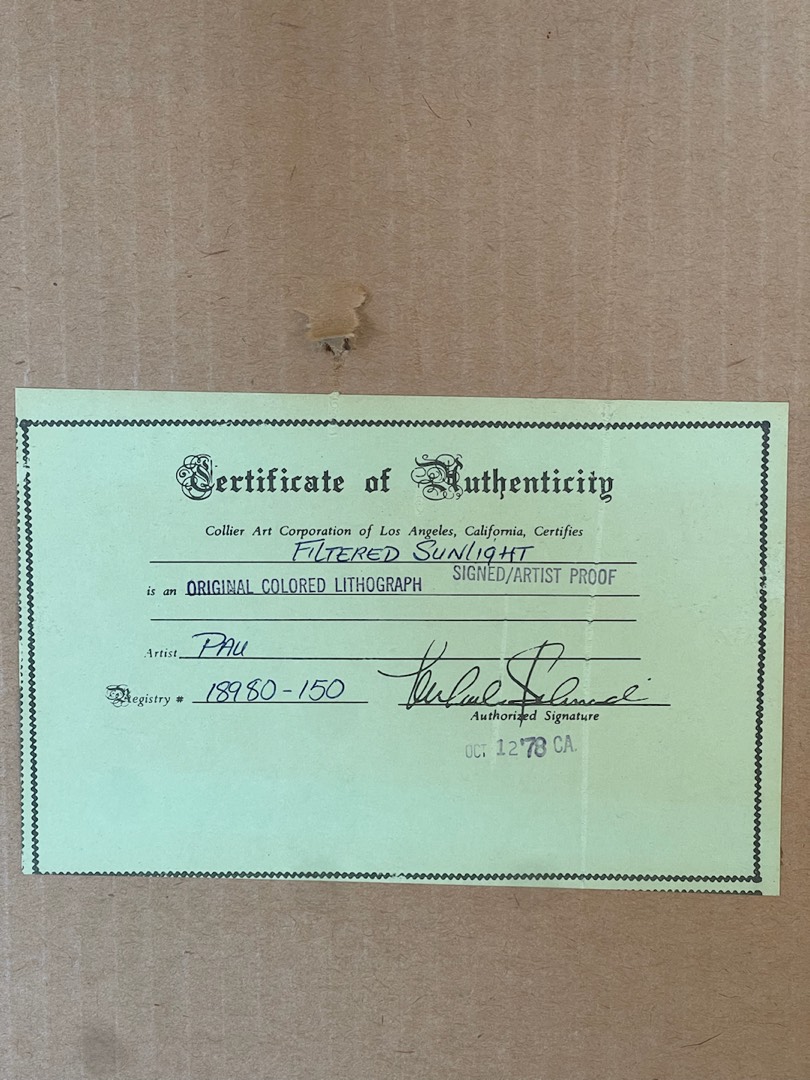 Certificate of Authenticity
Collier Art Corporation of Los Angeles, California, Certifies
FILTERED SUNLIGHT
is an ORIGINAL COLORED LITHOGRAPH SIGNED/ARTIST PROOF
Artist PAU
Registry # 18980-150
Authorized Signature
OCT 12 '78 CA.